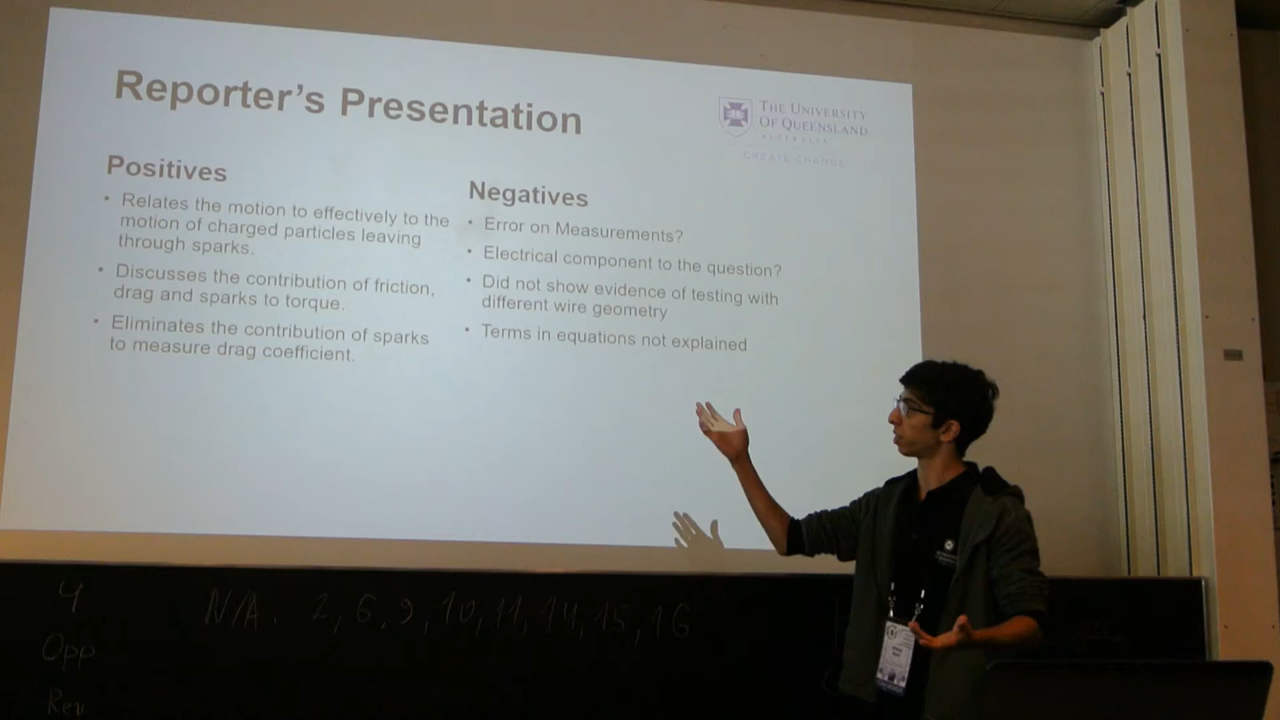 Reporter's Presentation
THE UNIVERSITY
OF QUEENSLAND
AUSTRALIA
CREATE CHANGE
Positives
• Relates the motion to effectively to the
motion of charged particles leaving
through sparks.
• Discusses the contribution of friction,
drag and sparks to torque.
• Eliminates the contribution of sparks
to measure drag coefficient.
Negatives
• Error on Measurements?
• Electrical component to the question?
• Did not show evidence of testing with
different wire geometry
• Terms in equations not explained
4
N/A. 2, 6, 9, 10, 11, 14, 15, 16
Opp
Rev